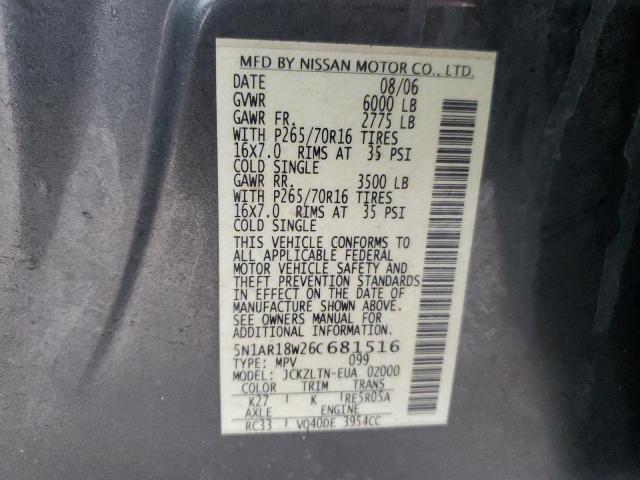 MFD BY NISSAN MOTOR CO., LTD.
DATE 08/06
GVWR 6000 LB
GAWR FR. 2775 LB
WITH P265/70R16 TIRES
16X7.0 RIMS AT 35 PSI
COLD SINGLE
GAWR RR. 3500 LB
WITH P265/70R16 TIRES
16X7.0 RIMS AT 35 PSI
COLD SINGLE
THIS VEHICLE CONFORMS TO
ALL APPLICABLE FEDERAL
MOTOR VEHICLE SAFETY AND
THEFT PREVENTION STANDARDS
IN EFFECT ON THE DATE OF
MANUFACTURE SHOWN ABOVE.
SEE OWNERS MANUAL FOR
ADDITIONAL INFORMATION.
5N1AR18W26C681516
TYPE: MPV 099
MODEL: JCKZLTN-EUA 0Z000
COLOR TRIM TRANS
K27 K RE5R05A
AXLE ENGINE
RC33 VQ40DE 3954CC